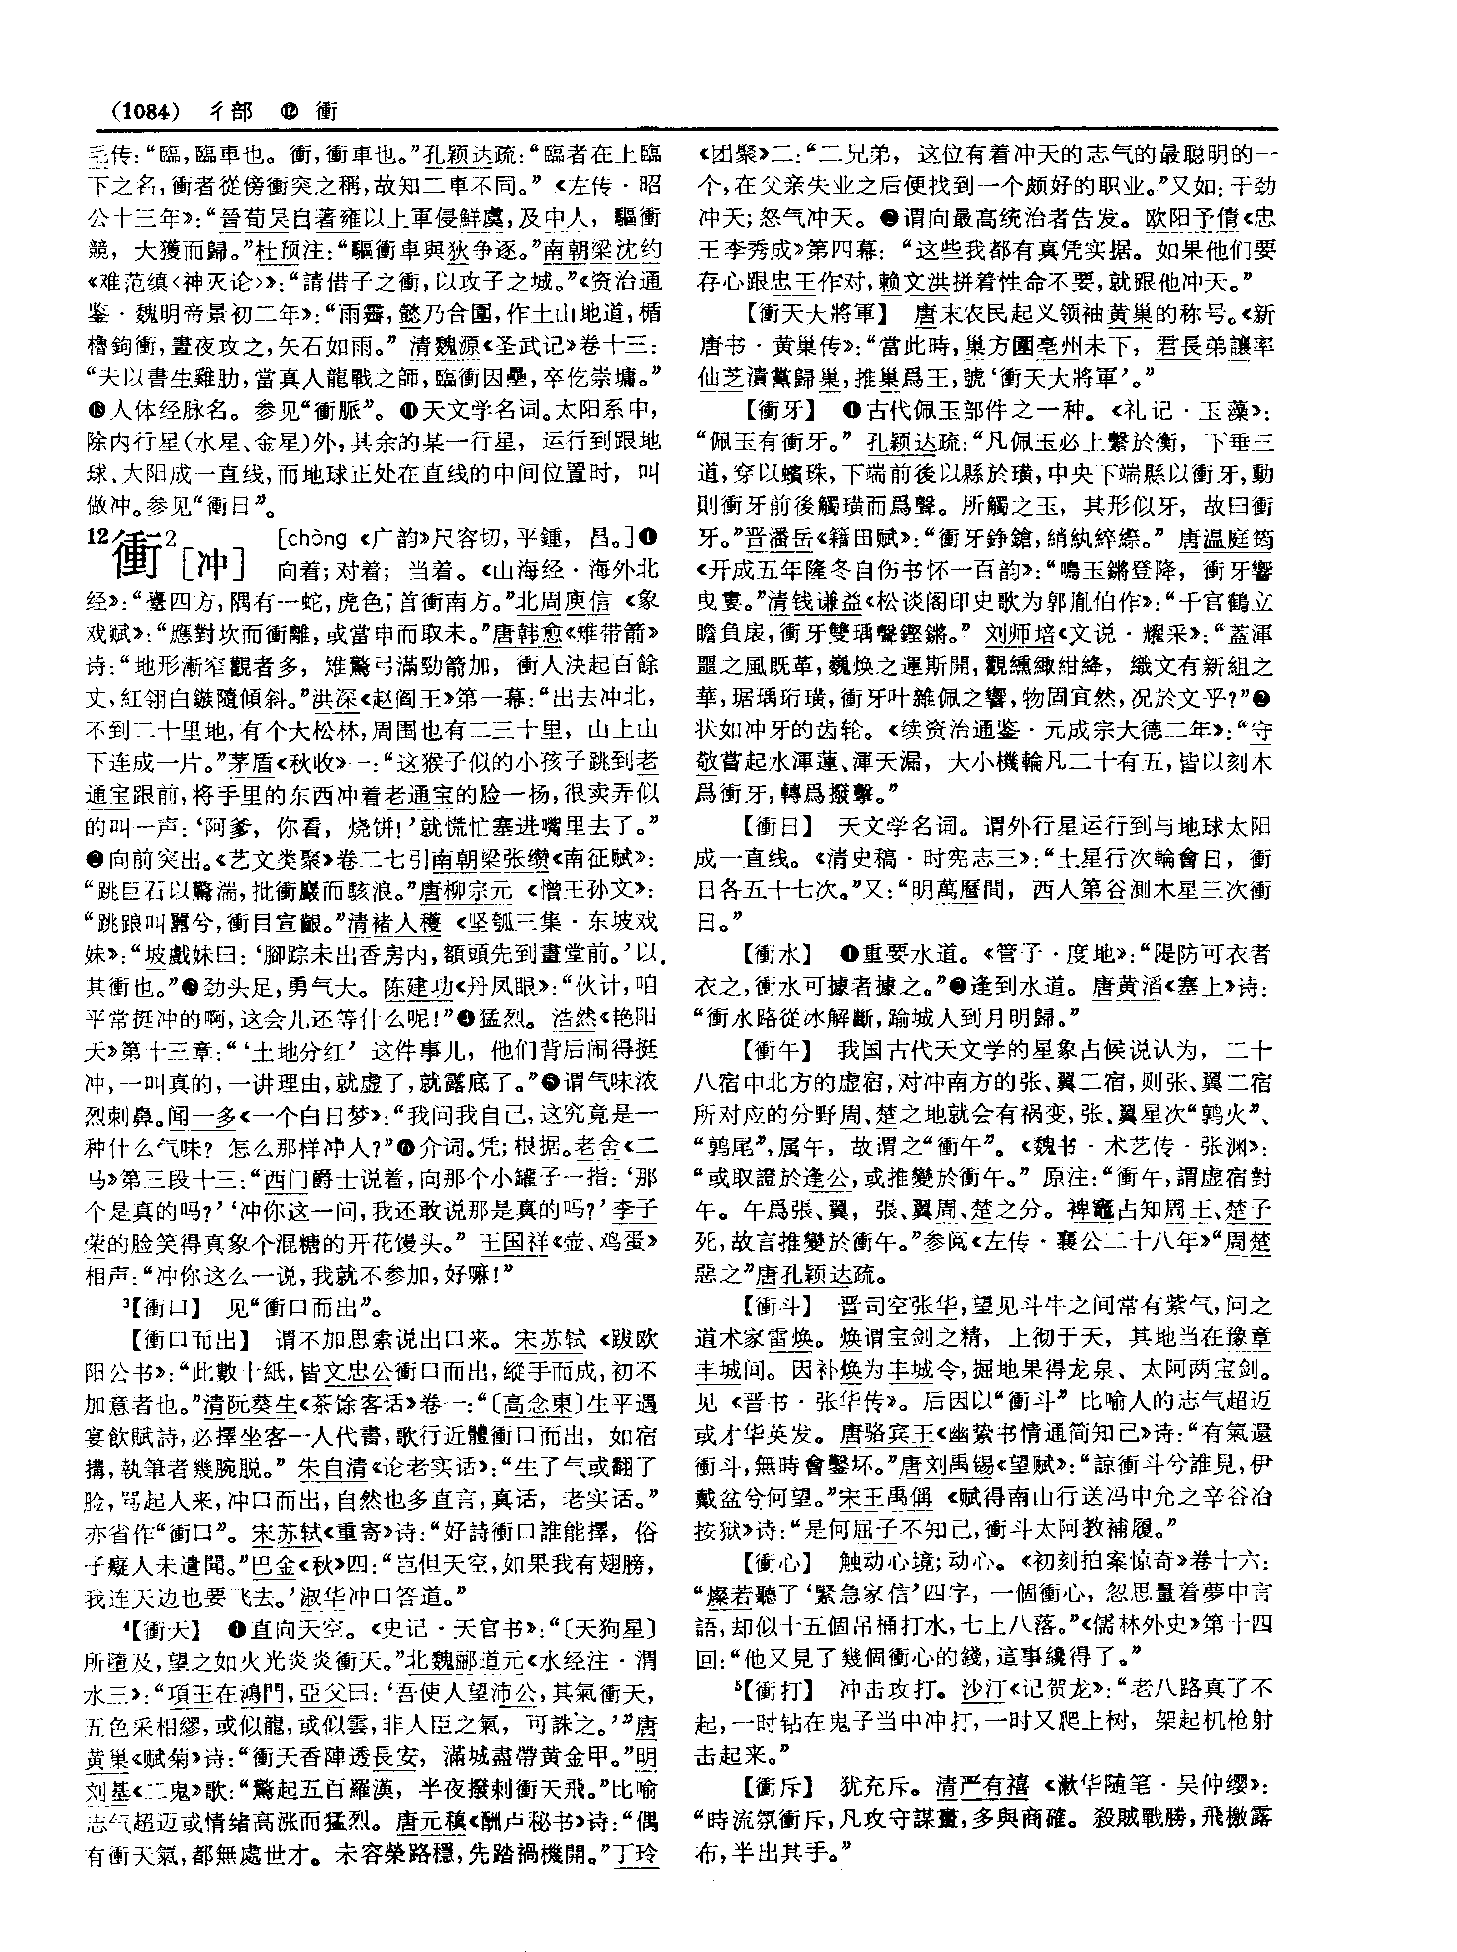 (1084) 彳部 ⓬ 衝
毛传：“臨，臨車也。衝，衝車也。”孔颖达疏：“臨者在上臨
下之名，衝者從傍衝突之稱，故知二車不同。”《左传·昭
公十三年》：“晉荀吴自著雍以上軍侵鮮虞，及中人，驅衝
競，大獲而歸。”杜预注：“驅衝車與狄争逐。”南朝梁沈约
《难范缜〈神灭论〉》：“請借子之衝，以攻子之城。”《资治通
鉴·魏明帝景初二年》：“雨霽，懿乃合圍，作土山地道，楯
櫓鉤衝，晝夜攻之，矢石如雨。”清魏源《圣武记》卷十三：
“夫以書生雞肋，當真人龍戰之師，臨衝因壘，卒仡崇墉。”
❿人体经脉名。参见“衝脈”。⓫天文学名词。太阳系中，
除内行星（水星、金星）外，其余的某一行星，运行到跟地
球、太阳成一直线，而地球正处在直线的中间位置时，叫
做冲。参见“衝日”。
12衝2[冲] [chòng《广韵》尺容切，平鍾，昌。]❶
向着；对着；当着。《山海经·海外北
经》：“臺四方，隅有一蛇，虎色，首衝南方。”北周庾信《象
戏赋》：“應對坎而衝離，或當申而取未。”唐韩愈《雉带箭》
诗：“地形漸窄觀者多，雉驚弓滿勁箭加，衝人決起百餘
丈，紅翎白鏃隨傾斜。”洪深《赵阎王》第一幕：“出去冲北，
不到二十里地，有个大松林，周围也有二三十里，山上山
下连成一片。”茅盾《秋收》一：“这猴子似的小孩子跳到老
通宝跟前，将手里的东西冲着老通宝的脸一扬，很卖弄似
的叫一声：‘阿爹，你看，烧饼！’就慌忙塞进嘴里去了。”
❷向前突出。《艺文类聚》卷二七引南朝梁张缵《南征赋》：
“跳巨石以驚湍，批衝巖而駭浪。”唐柳宗元《憎王孙文》：
“跳踉叫囂兮，衝目宣齦。”清褚人穫《坚瓠三集·东坡戏
妹》：“坡戲妹曰：‘腳踪未出香房内，額頭先到畫堂前。’以
其衝也。”❸劲头足，勇气大。陈建功《丹凤眼》：“伙计，咱
平常挺冲的啊，这会儿还等什么呢！”❹猛烈。浩然《艳阳
天》第十三章：“‘土地分红’这件事儿，他们背后闹得挺
冲，一叫真的，一讲理由，就虚了，就露底了。”❺谓气味浓
烈刺鼻。闻一多《一个白日梦》：“我问我自己，这究竟是一
种什么气味？怎么那样冲人？”❻介词。凭；根据。老舍《二
马》第三段十三：“西门爵士说着，向那个小罐子一指：‘那
个是真的吗？’‘冲你这一问，我还敢说那是真的吗？’李子
荣的脸笑得真象个混糖的开花馒头。”王国祥《壶、鸡蛋》
相声：“冲你这么一说，我就不参加，好嘛！”
3【衝口】 见“衝口而出”。
【衝口而出】 谓不加思索说出口来。宋苏轼《跋欧
阳公书》：“此數十紙，皆文忠公衝口而出，縱手而成，初不
加意者也。”清阮葵生《茶馀客话》卷一：“〔高念東〕生平遇
宴飲賦詩，必擇坐客一人代書，歌行近體衝口而出，如宿
搆，執筆者幾腕脱。”朱自清《论老实话》：“生了气或翻了
脸，骂起人来，冲口而出，自然也多直言，真话，老实话。”
亦省作“衝口”。宋苏轼《重寄》诗：“好詩衝口誰能擇，俗
子癡人未遣聞。”巴金《秋》四：“岂但天空，如果我有翅膀，
我连天边也要飞去。’淑华冲口答道。”
4【衝天】 ❶直向天空。《史记·天官书》：“〔天狗星〕
所墮及，望之如火光炎炎衝天。”北魏郦道元《水经注·渭
水三》：“項王在鴻門，亞父曰：‘吾使人望沛公，其氣衝天，
五色采相繆，或似龍，或似雲，非人臣之氣，可誅之。’”唐
黄巢《赋菊》诗：“衝天香陣透長安，滿城盡帶黄金甲。”明
刘基《二鬼》歌：“驚起五百羅漢，半夜撥剌衝天飛。”比喻
志气超迈或情绪高涨而猛烈。唐元稹《酬卢秘书》诗：“偶
有衝天氣，都無處世才。未容榮路穩，先踏禍機開。”丁玲
《团聚》二：“二兄弟，这位有着冲天的志气的最聪明的一
个，在父亲失业之后便找到一个颇好的职业。”又如：干劲
冲天；怒气冲天。❷谓向最高统治者告发。欧阳予倩《忠
王李秀成》第四幕：“这些我都有真凭实据。如果他们要
存心跟忠王作对，赖文洪拼着性命不要，就跟他冲天。”
【衝天大將軍】 唐末农民起义领袖黄巢的称号。《新
唐书·黄巢传》：“當此時，巢方圍亳州未下，君長弟讓率
仙芝潰黨歸巢，推巢爲王，號‘衝天大將軍’。”
【衝牙】 ❶古代佩玉部件之一种。《礼记·玉藻》：
“佩玉有衝牙。”孔颖达疏：“凡佩玉必上繫於衡，下垂三
道，穿以蠙珠，下端前後以縣於璜，中央下端縣以衝牙，動
則衝牙前後觸璜而爲聲。所觸之玉，其形似牙，故曰衝
牙。”晋潘岳《籍田赋》：“衝牙錚鎗，綃紈綷縩。”唐温庭筠
《开成五年隆冬自伤书怀一百韵》：“鳴玉鏘登降，衝牙響
曳婁。”清钱谦益《松谈阁印史歌为郭胤伯作》：“千官鶴立
瞻負扆，衝牙雙瑀聲鏗鏘。”刘师培《文说·耀采》：“蓋渾
噩之風既革，巍焕之運斯開，觀纁緅紺絳，織文有新組之
華，琚瑀珩璜，衝牙叶雜佩之響，物固宜然，況於文乎？”❷
状如冲牙的齿轮。《续资治通鉴·元成宗大德二年》：“守
敬嘗起水渾蓮、渾天漏，大小機輪凡二十有五，皆以刻木
爲衝牙，轉爲撥擊。”
【衝日】 天文学名词。谓外行星运行到与地球太阳
成一直线。《清史稿·时宪志三》：“土星行次輪會日，衝
日各五十七次。”又：“明萬曆間，西人第谷測木星三次衝
日。”
【衝水】 ❶重要水道。《管子·度地》：“隄防可衣者
衣之，衝水可據者據之。”❷逢到水道。唐黄滔《塞上》诗：
“衝水路從冰解斷，踰城人到月明歸。”
【衝午】 我国古代天文学的星象占候说认为，二十
八宿中北方的虚宿，对冲南方的张、翼二宿，则张、翼二宿
所对应的分野周、楚之地就会有祸变，张、翼星次“鹑火”、
“鹑尾”，属午，故谓之“衝午”。《魏书·术艺传·张渊》：
“或取證於逢公，或推變於衝午。”原注：“衝午，謂虚宿對
午。午爲張、翼，張、翼周、楚之分。裨竈占知周王、楚子
死，故言推變於衝午。”参阅《左传·襄公二十八年》“周楚
惡之”唐孔颖达疏。
【衝斗】 晋司空张华，望见斗牛之间常有紫气，问之
道术家雷焕。焕谓宝剑之精，上彻于天，其地当在豫章
丰城间。因补焕为丰城令，掘地果得龙泉、太阿两宝剑。
见《晋书·张华传》。后因以“衝斗”比喻人的志气超迈
或才华英发。唐骆宾王《幽絷书情通简知己》诗：“有氣還
衝斗，無時會鑿坏。”唐刘禹锡《望赋》：“諒衝斗兮誰見，伊
戴盆兮何望。”宋王禹偁《赋得南山行送冯中允之辛谷冶
按狱》诗：“是何屈子不知己，衝斗太阿教補履。”
【衝心】 触动心境；动心。《初刻拍案惊奇》卷十六：
“燦若聽了‘緊急家信’四字，一個衝心，忽思量着夢中言
語，却似十五個吊桶打水，七上八落。”《儒林外史》第十四
回：“他又見了幾個衝心的錢，這事纔得了。”
5【衝打】 冲击攻打。沙汀《记贺龙》：“老八路真了不
起，一时钻在鬼子当中冲打，一时又爬上树，架起机枪射
击起来。”
【衝斥】 犹充斥。清严有禧《漱华随笔·吴仲缨》：
“時流氛衝斥，凡攻守謀畫，多與商確。殺賊戰勝，飛檄露
布，半出其手。”